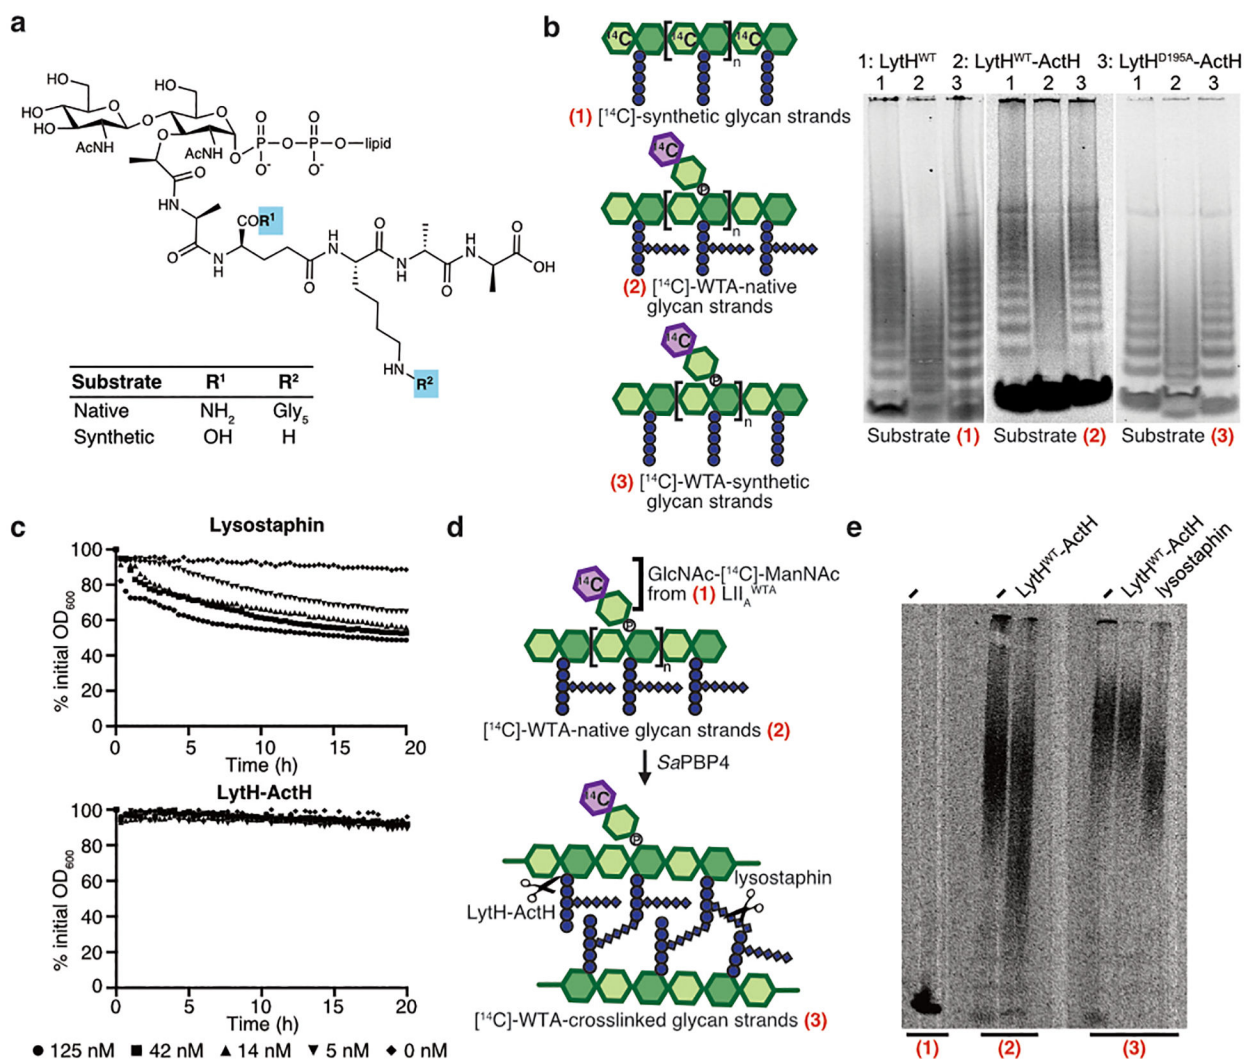 a
HO
HO
HO
O
HO
AcNH
O
O
AcNH
O
O
P
O⁻
O
O
P
O⁻
O
lipid
O
HN
O
N
H
COR¹
O
H
N
O
N
H
O
H
N
O
OH
HN
R²
Substrate R¹ R²
Native NH₂ Gly₅
Synthetic OH H
b
¹⁴C ¹⁴C ¹⁴C
n
(1) [¹⁴C]-synthetic glycan strands
¹⁴C
P
n
(2) [¹⁴C]-WTA-native
glycan strands
¹⁴C
P
n
(3) [¹⁴C]-WTA-synthetic
glycan strands
1: LytHᵂᵀ 2: LytHᵂᵀ-ActH 3: LytHᴰ¹⁹⁵ᴬ-ActH
1 2 3 1 2 3 1 2 3
Substrate (1) Substrate (2) Substrate (3)
c
Lysostaphin
% initial OD₆₀₀
100
80
60
40
20
0
0 5 10 15 20
Time (h)
LytH-ActH
% initial OD₆₀₀
100
80
60
40
20
0
0 5 10 15 20
Time (h)
● 125 nM ■ 42 nM ▲ 14 nM ▼ 5 nM ◆ 0 nM
d
¹⁴C
GlcNAc-[¹⁴C]-ManNAc
from (1) LIIₐᵂᵀᴬ
P
n
[¹⁴C]-WTA-native glycan strands (2)
SaPBP4
¹⁴C
P
lysostaphin
LytH-ActH
[¹⁴C]-WTA-crosslinked glycan strands (3)
e
-
-
LytHᵂᵀ-ActH
-
LytHᵂᵀ-ActH
lysostaphin
(1) (2) (3)